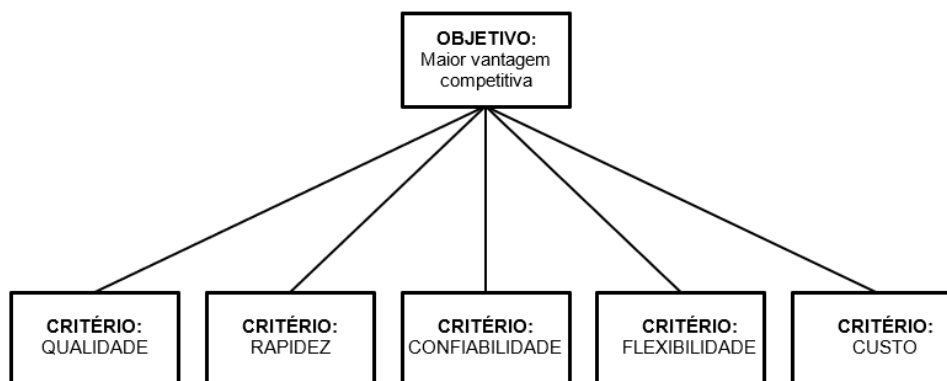 OBJETIVO:
Maior vantagem
competitiva
CRITÉRIO:
QUALIDADE
CRITÉRIO:
RAPIDEZ
CRITÉRIO:
CONFIABILIDADE
CRITÉRIO:
FLEXIBILIDADE
CRITÉRIO:
CUSTO